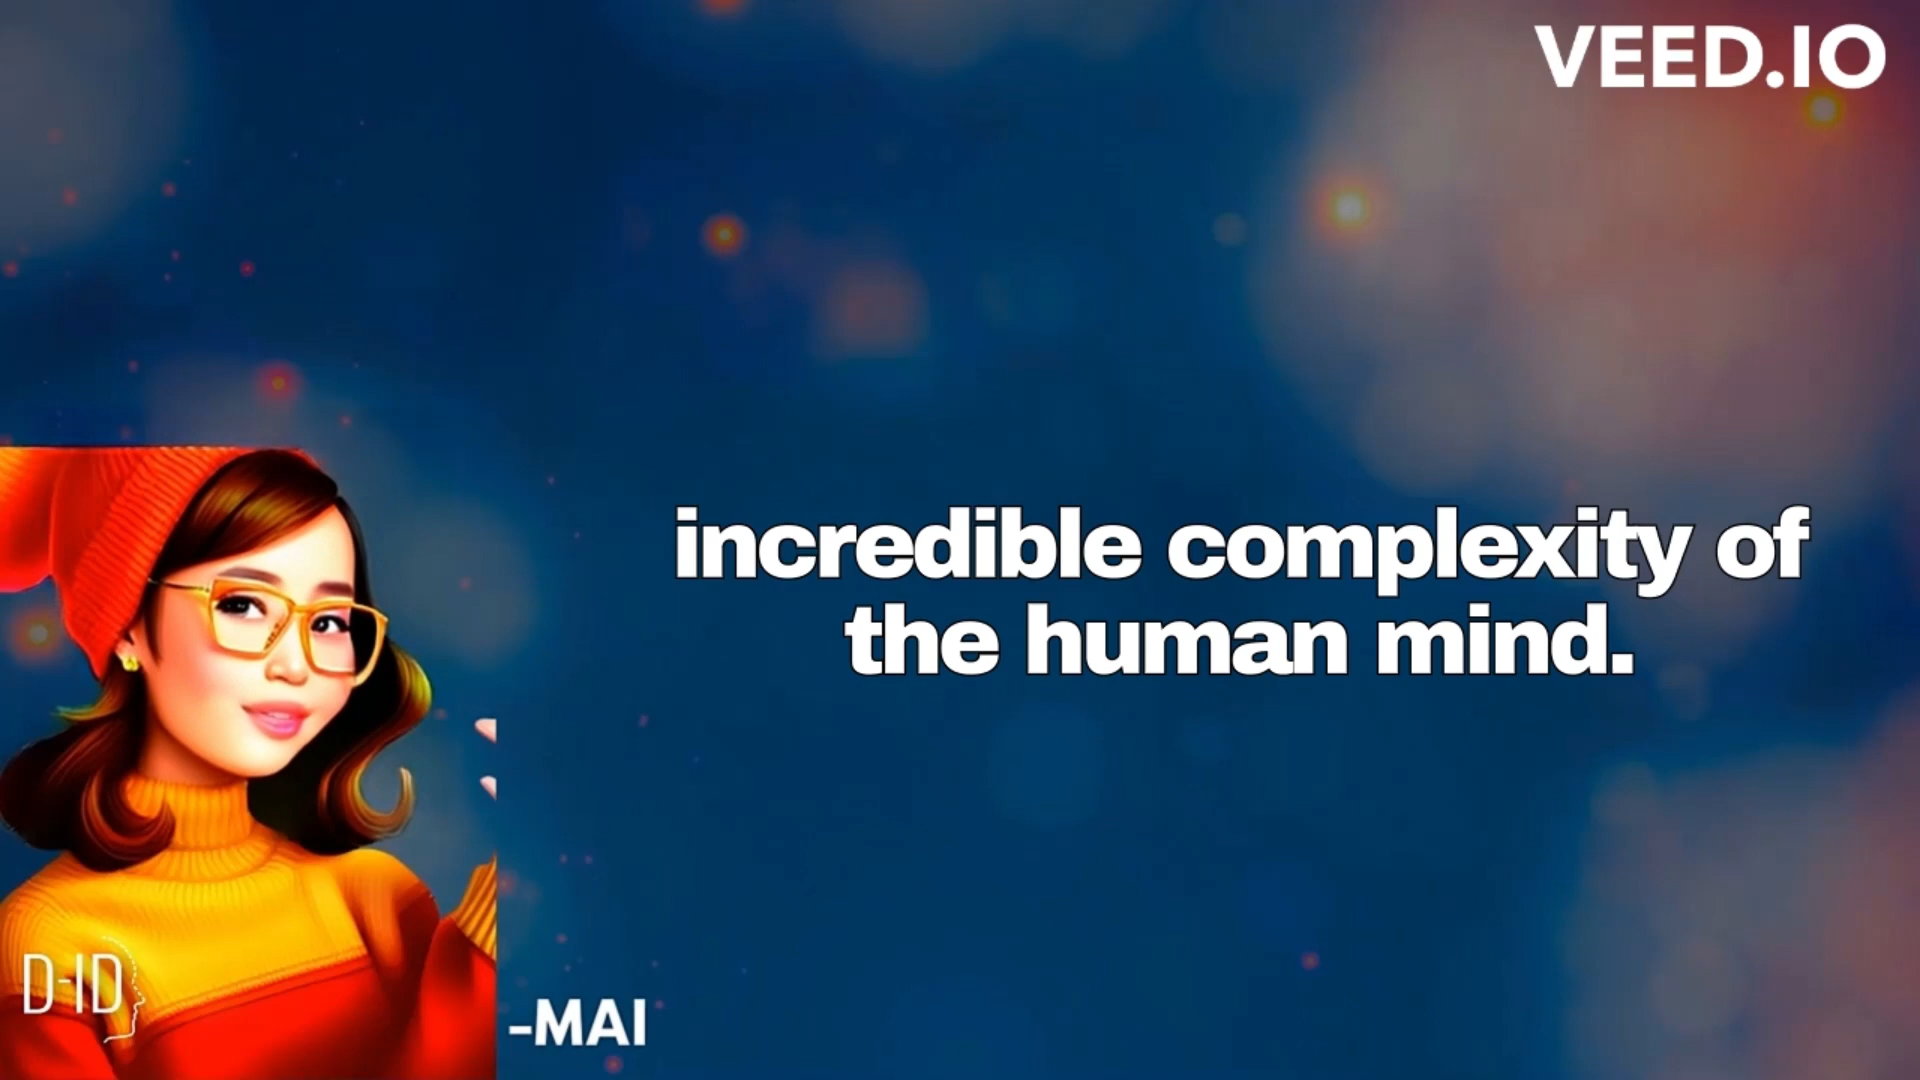 VEED.IO
incredible complexity of
the human mind.
D-ID
-MAI